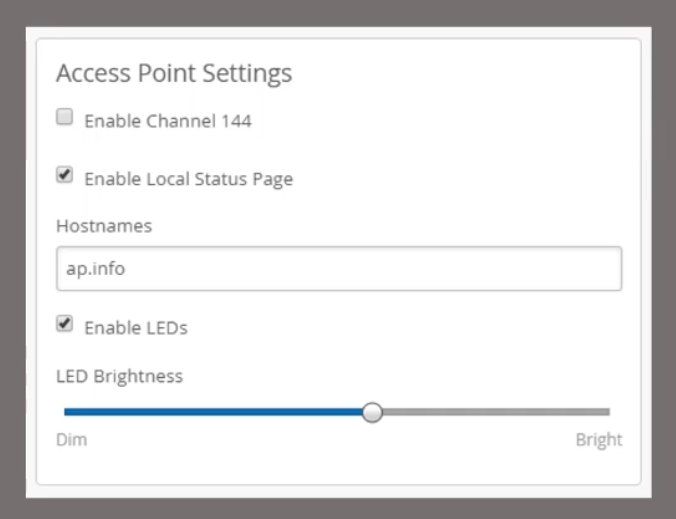 Access Point Settings
Enable Channel 144
Enable Local Status Page
Hostnames
ap.info
Enable LEDs
LED Brightness
Dim Bright